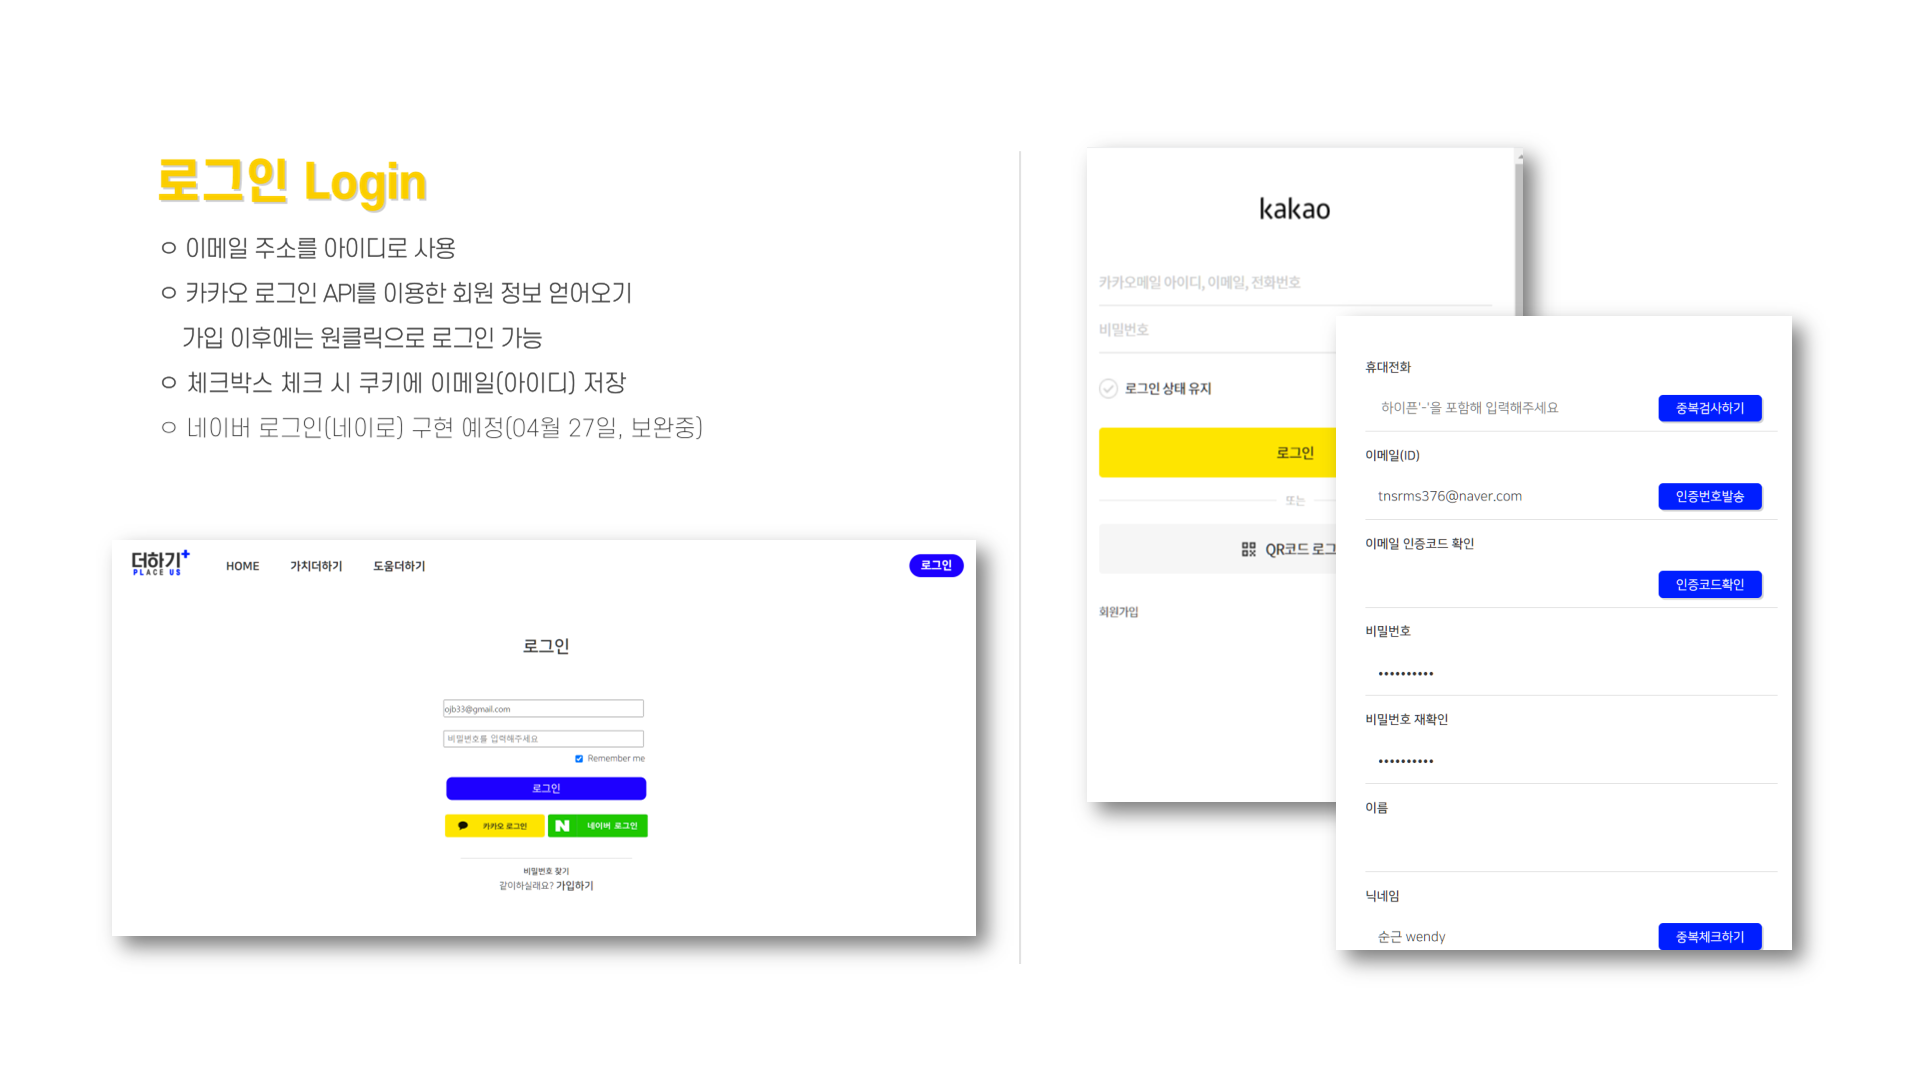 로그인 Login
ㅇ 이메일 주소를 아이디로 사용
ㅇ 카카오 로그인 API를 이용한 회원 정보 얻어오기
가입 이후에는 원클릭으로 로그인 가능
ㅇ 체크박스 체크 시 쿠키에 이메일(아이디) 저장
ㅇ 네이버 로그인(네이로) 구현 예정(04월 27일, 보완중)
더하기+
PLACE US
HOME 가치더하기 도움더하기 로그인
로그인
ojb33@gmail.com
비밀번호를 입력해주세요
Remember me
로그인
카카오 로그인 N 네이버 로그인
비밀번호 찾기
같이하실래요? 가입하기
kakao
카카오메일 아이디, 이메일, 전화번호
비밀번호
로그인 상태 유지
로그인
또는
QR코드 로그
회원가입
휴대전화
하이픈'-'을 포함해 입력해주세요 중복검사하기
이메일(ID)
tnsrms376@naver.com 인증번호발송
이메일 인증코드 확인
인증코드확인
비밀번호
••••••••••
비밀번호 재확인
••••••••••
이름
닉네임
순근 wendy 중복체크하기